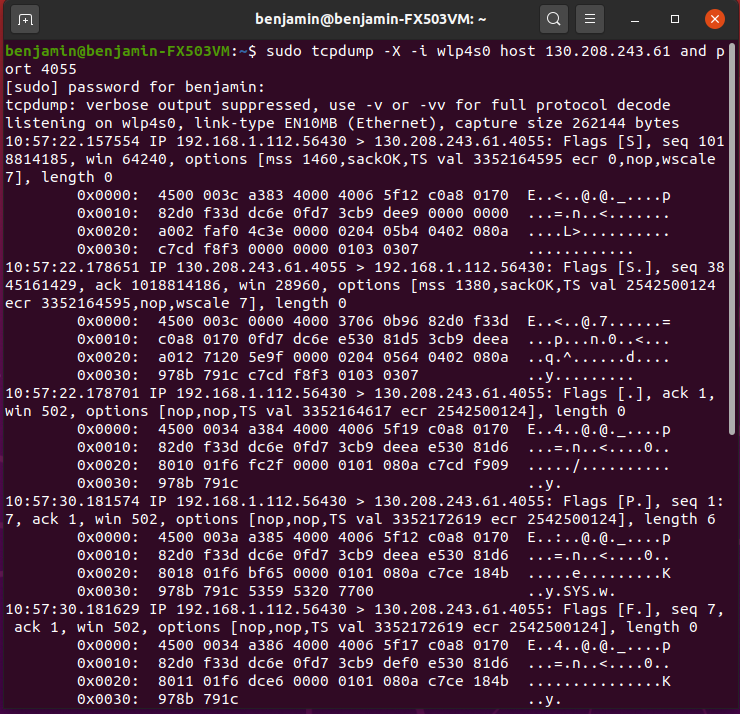 benjamin@benjamin-FX503VM: ~
benjamin@benjamin-FX503VM:~$ sudo tcpdump -X -i wlp4s0 host 130.208.243.61 and p
ort 4055
[sudo] password for benjamin:
tcpdump: verbose output suppressed, use -v or -vv for full protocol decode
listening on wlp4s0, link-type EN10MB (Ethernet), capture size 262144 bytes
10:57:22.157554 IP 192.168.1.112.56430 > 130.208.243.61.4055: Flags [S], seq 101
8814185, win 64240, options [mss 1460,sackOK,TS val 3352164595 ecr 0,nop,wscale
7], length 0
0x0000:  4500 003c a383 4000 4006 5f12 c0a8 0170  E..<..@.@._....p
0x0010:  82d0 f33d dc6e 0fd7 3cb9 dee9 0000 0000  ...=.n..<.......
0x0020:  a002 faf0 4c3e 0000 0204 05b4 0402 080a  ....L>..........
0x0030:  c7cd f8f3 0000 0000 0103 0307            ............
10:57:22.178651 IP 130.208.243.61.4055 > 192.168.1.112.56430: Flags [S.], seq 38
45161429, ack 1018814186, win 28960, options [mss 1380,sackOK,TS val 2542500124
ecr 3352164595,nop,wscale 7], length 0
0x0000:  4500 003c 0000 4000 3706 0b96 82d0 f33d  E..<..@.7......=
0x0010:  c0a8 0170 0fd7 dc6e e530 81d5 3cb9 deea  ...p...n.0..<...
0x0020:  a012 7120 5e9f 0000 0204 0564 0402 080a  ..q.^......d....
0x0030:  978b 791c c7cd f8f3 0103 0307            ..y.........
10:57:22.178701 IP 192.168.1.112.56430 > 130.208.243.61.4055: Flags [.], ack 1,
win 502, options [nop,nop,TS val 3352164617 ecr 2542500124], length 0
0x0000:  4500 0034 a384 4000 4006 5f19 c0a8 0170  E..4..@.@._....p
0x0010:  82d0 f33d dc6e 0fd7 3cb9 deea e530 81d6  ...=.n..<....0..
0x0020:  8010 01f6 fc2f 0000 0101 080a c7cd f909  ...../..........
0x0030:  978b 791c                                ..y.
10:57:30.181574 IP 192.168.1.112.56430 > 130.208.243.61.4055: Flags [P.], seq 1:
7, ack 1, win 502, options [nop,nop,TS val 3352172619 ecr 2542500124], length 6
0x0000:  4500 003a a385 4000 4006 5f12 c0a8 0170  E..:..@.@._....p
0x0010:  82d0 f33d dc6e 0fd7 3cb9 deea e530 81d6  ...=.n..<....0..
0x0020:  8018 01f6 bf65 0000 0101 080a c7ce 184b  .....e.........K
0x0030:  978b 791c 5359 5320 7700                 ..y.SYS.w.
10:57:30.181629 IP 192.168.1.112.56430 > 130.208.243.61.4055: Flags [F.], seq 7,
ack 1, win 502, options [nop,nop,TS val 3352172619 ecr 2542500124], length 0
0x0000:  4500 0034 a386 4000 4006 5f17 c0a8 0170  E..4..@.@._....p
0x0010:  82d0 f33d dc6e 0fd7 3cb9 def0 e530 81d6  ...=.n..<....0..
0x0020:  8011 01f6 dce6 0000 0101 080a c7ce 184b  ...............K
0x0030:  978b 791c                                ..y.